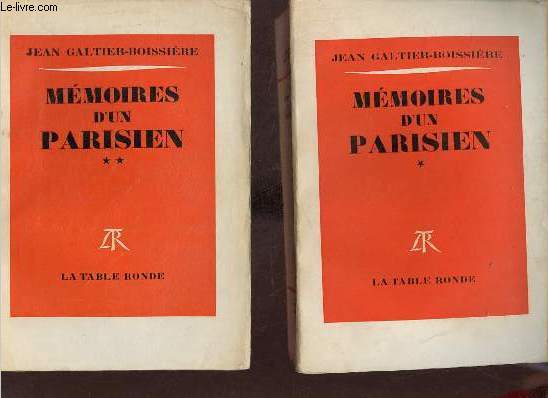 Le-livre.com
JEAN GALTIER-BOISSIÈRE
MÉMOIRES
D'UN
PARISIEN
★★
LA TABLE RONDE
JEAN GALTIER-BOISSIÈRE
MÉMOIRES
D'UN
PARISIEN
★
LA TABLE RONDE